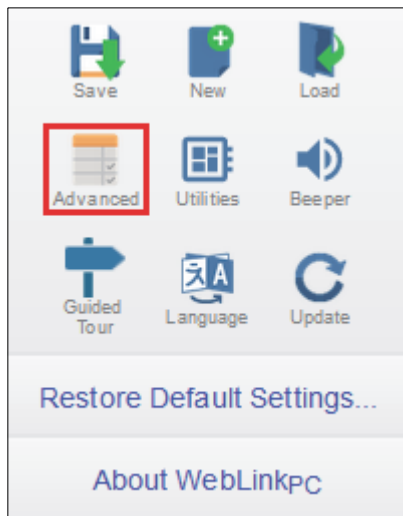 Save New Load
Advanced Utilities Beeper
Guided
Tour Language Update
Restore Default Settings...
About WebLinkPC